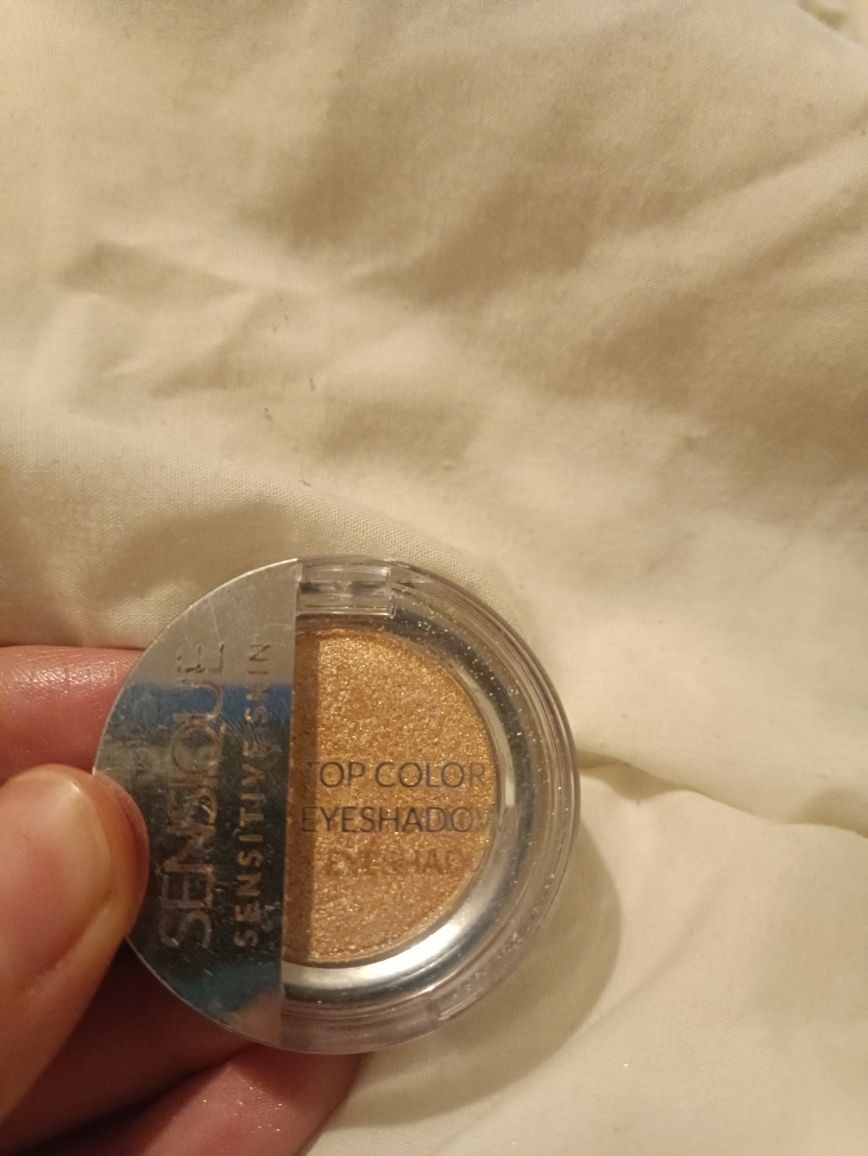 SENSIQUE
SENSITIVE SKIN
TOP COLOR
EYESHADOW